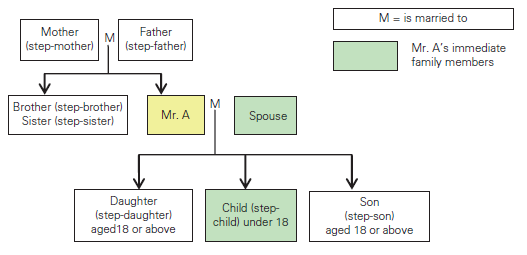 Mother
(step-mother)
M
Father
(step-father)
M = is married to
Mr. A's immediate
family members
Brother (step-brother)
Sister (step-sister)
Mr. A
M
Spouse
Daughter
(step-daughter)
aged18 or above
Child (step-
child) under 18
Son
(step-son)
aged 18 or above